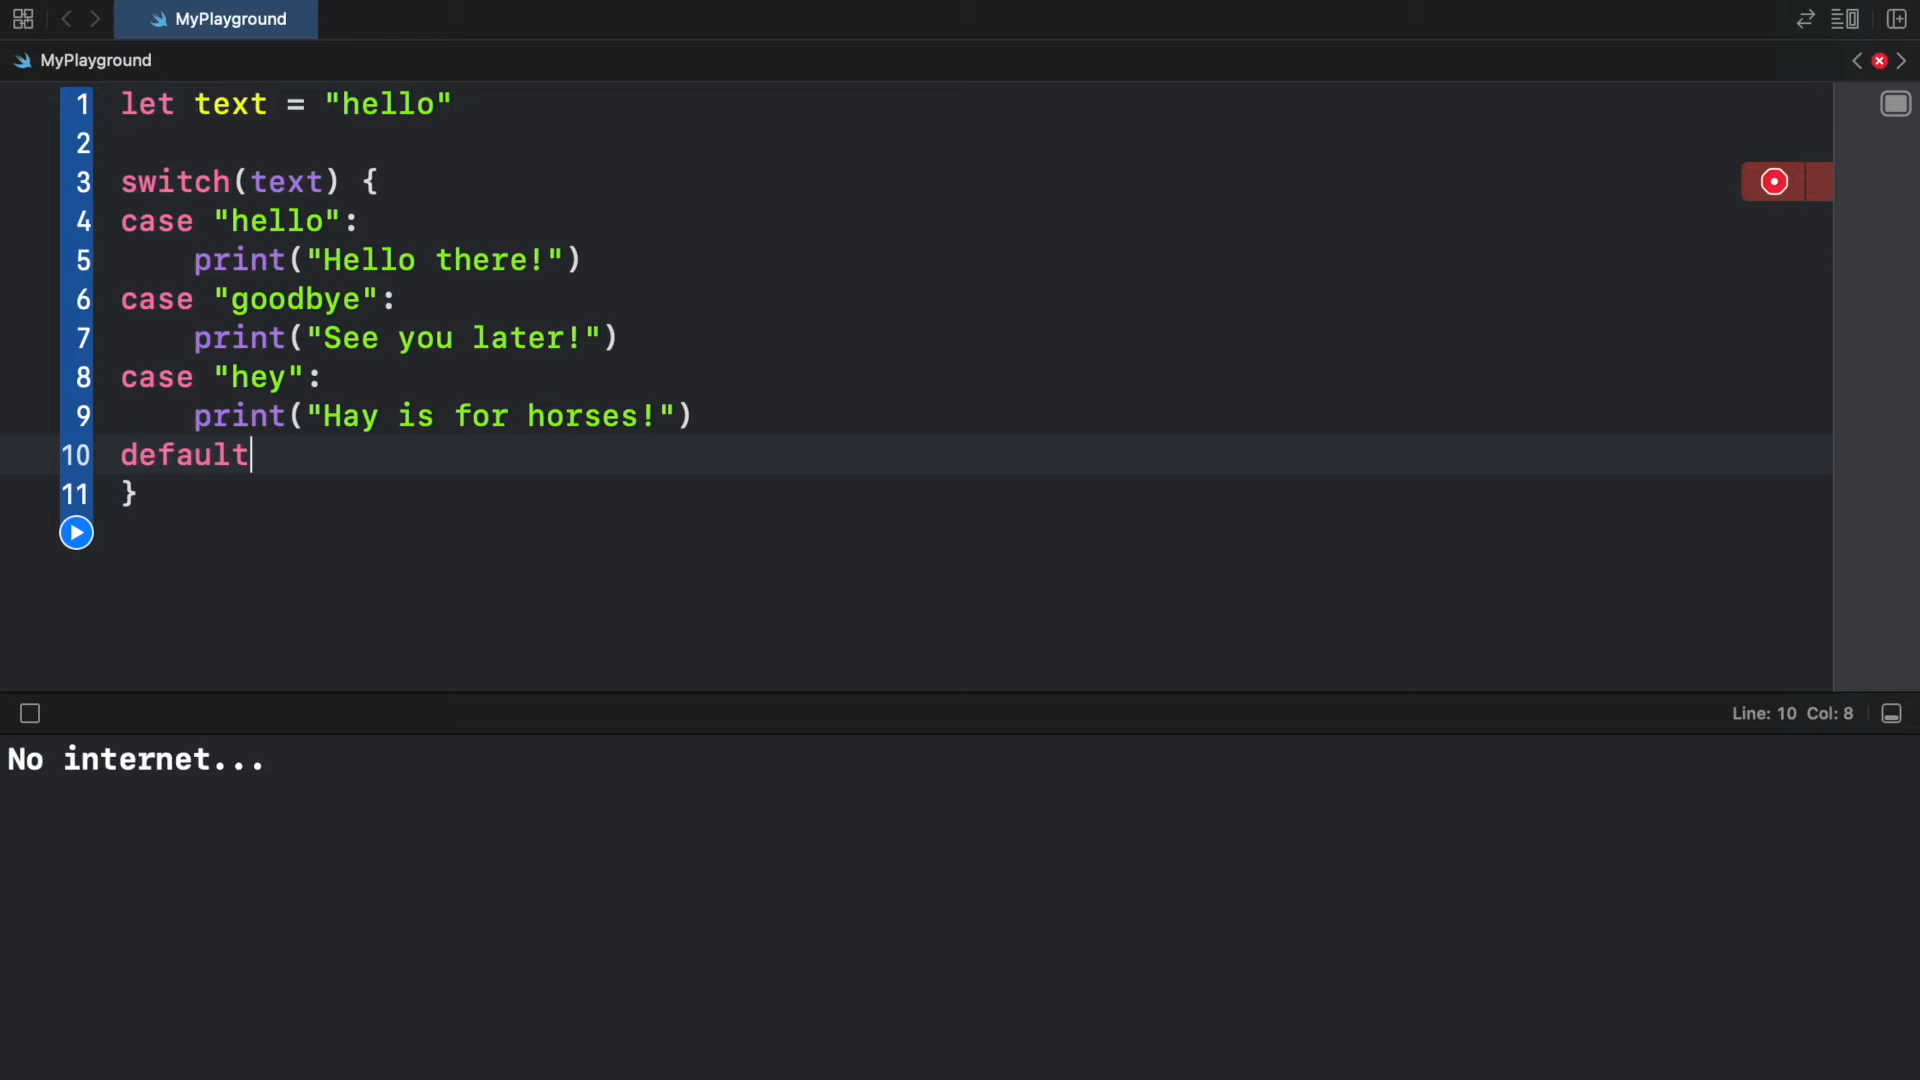 MyPlayground
MyPlayground
1 let text = "hello"
2
3 switch(text) {
4 case "hello":
5     print("Hello there!")
6 case "goodbye":
7     print("See you later!")
8 case "hey":
9     print("Hay is for horses!")
10 default
11 }
Line: 10 Col: 8
No internet...